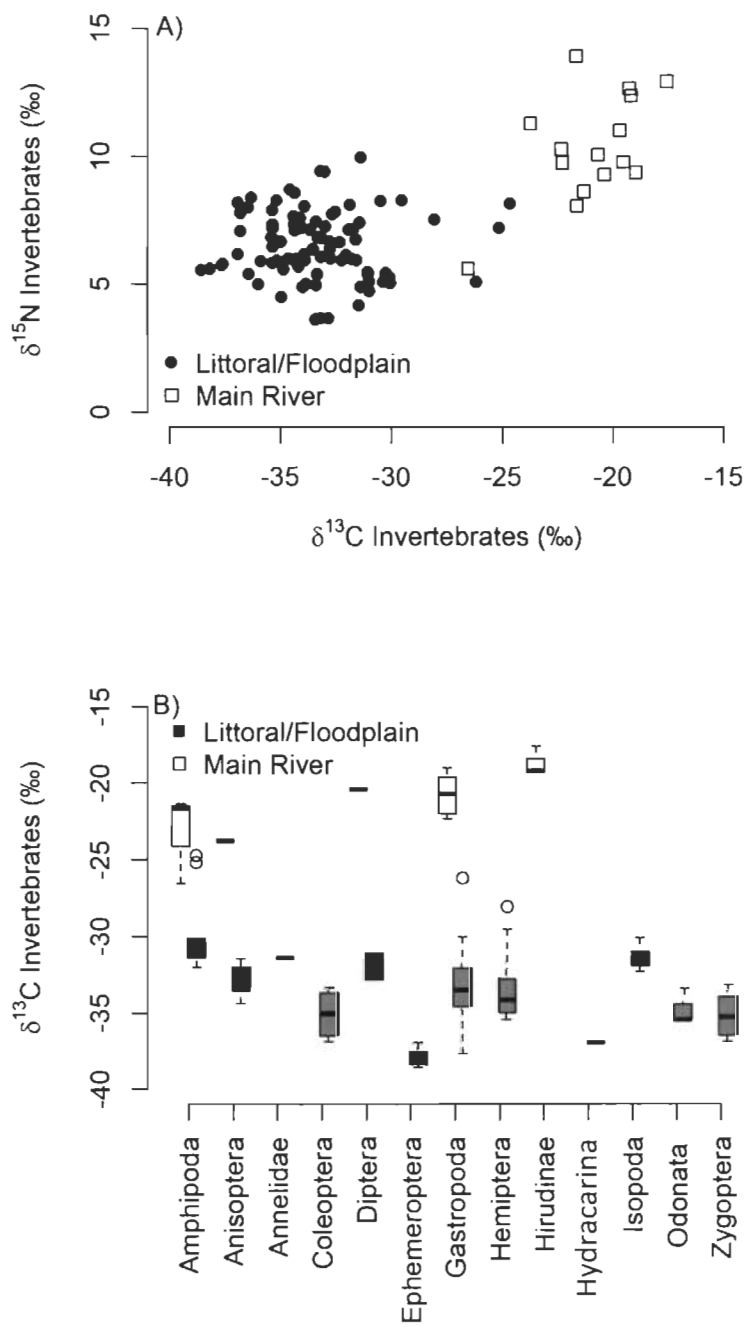 A)
15
10
5
0
δ15N Invertebrates (‰)
Littoral/Floodplain
Main River
-40 -35 -30 -25 -20 -15
δ13C Invertebrates (‰)
B)
-15
-20
-25
-30
-35
-40
δ13C Invertebrates (‰)
Littoral/Floodplain
Main River
Amphipoda
Anisoptera
Annelidae
Coleoptera
Diptera
Ephemeroptera
Gastropoda
Hemiptera
Hirudinae
Hydracarina
Isopoda
Odonata
Zygoptera